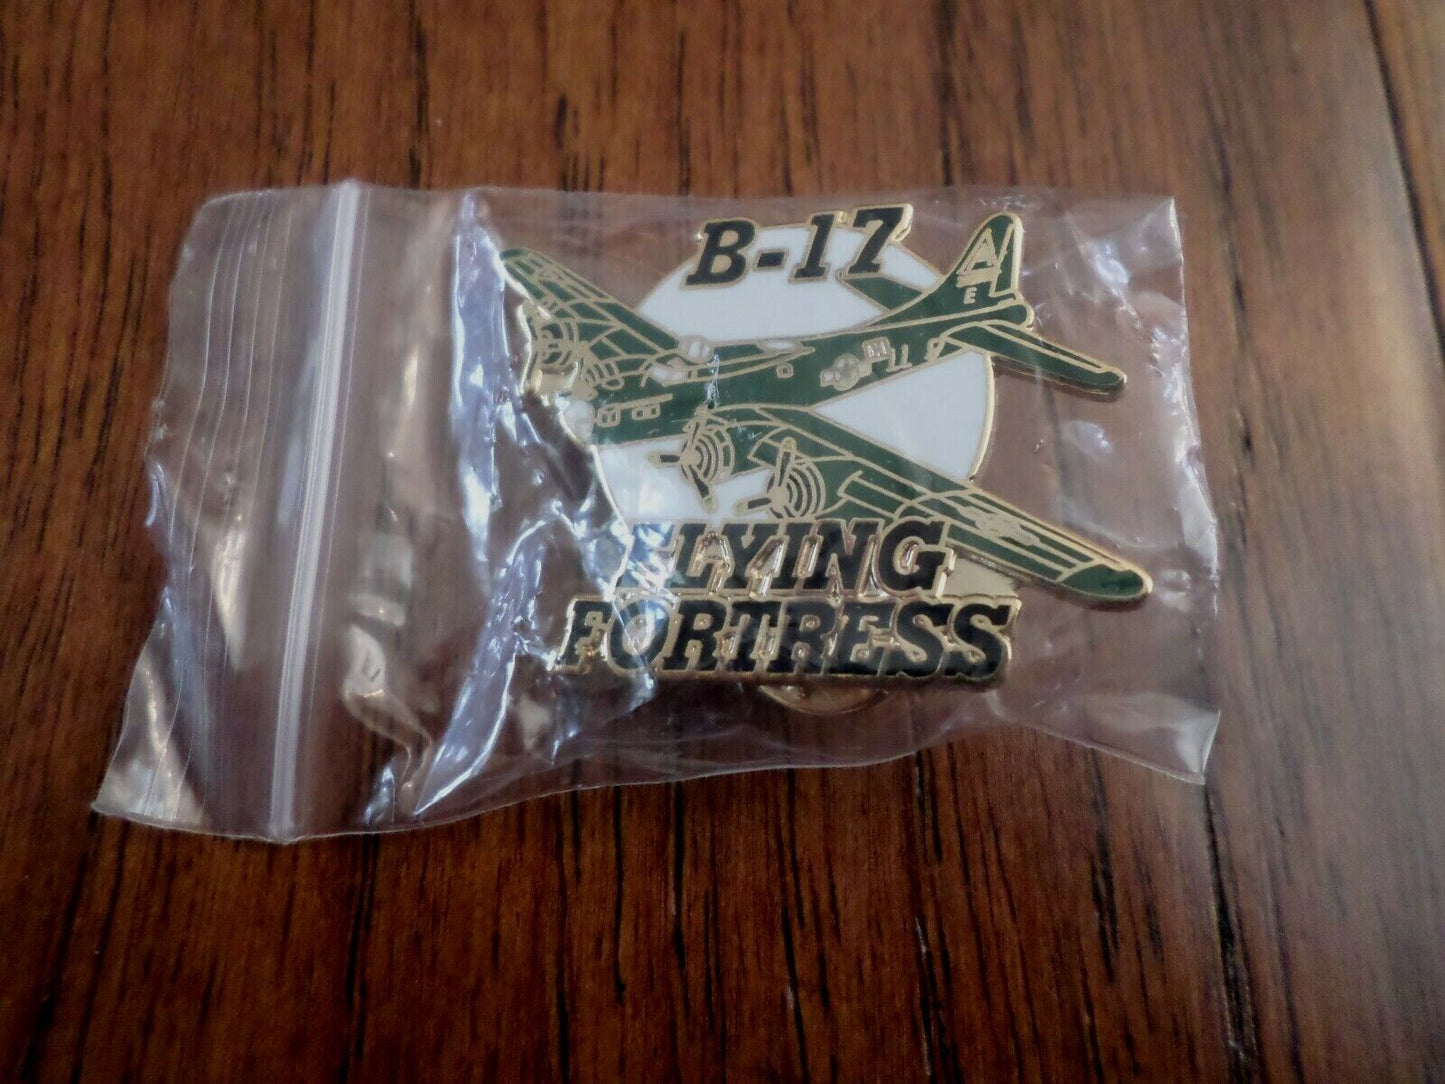 B-17
A
E
FLYING
FORTRESS